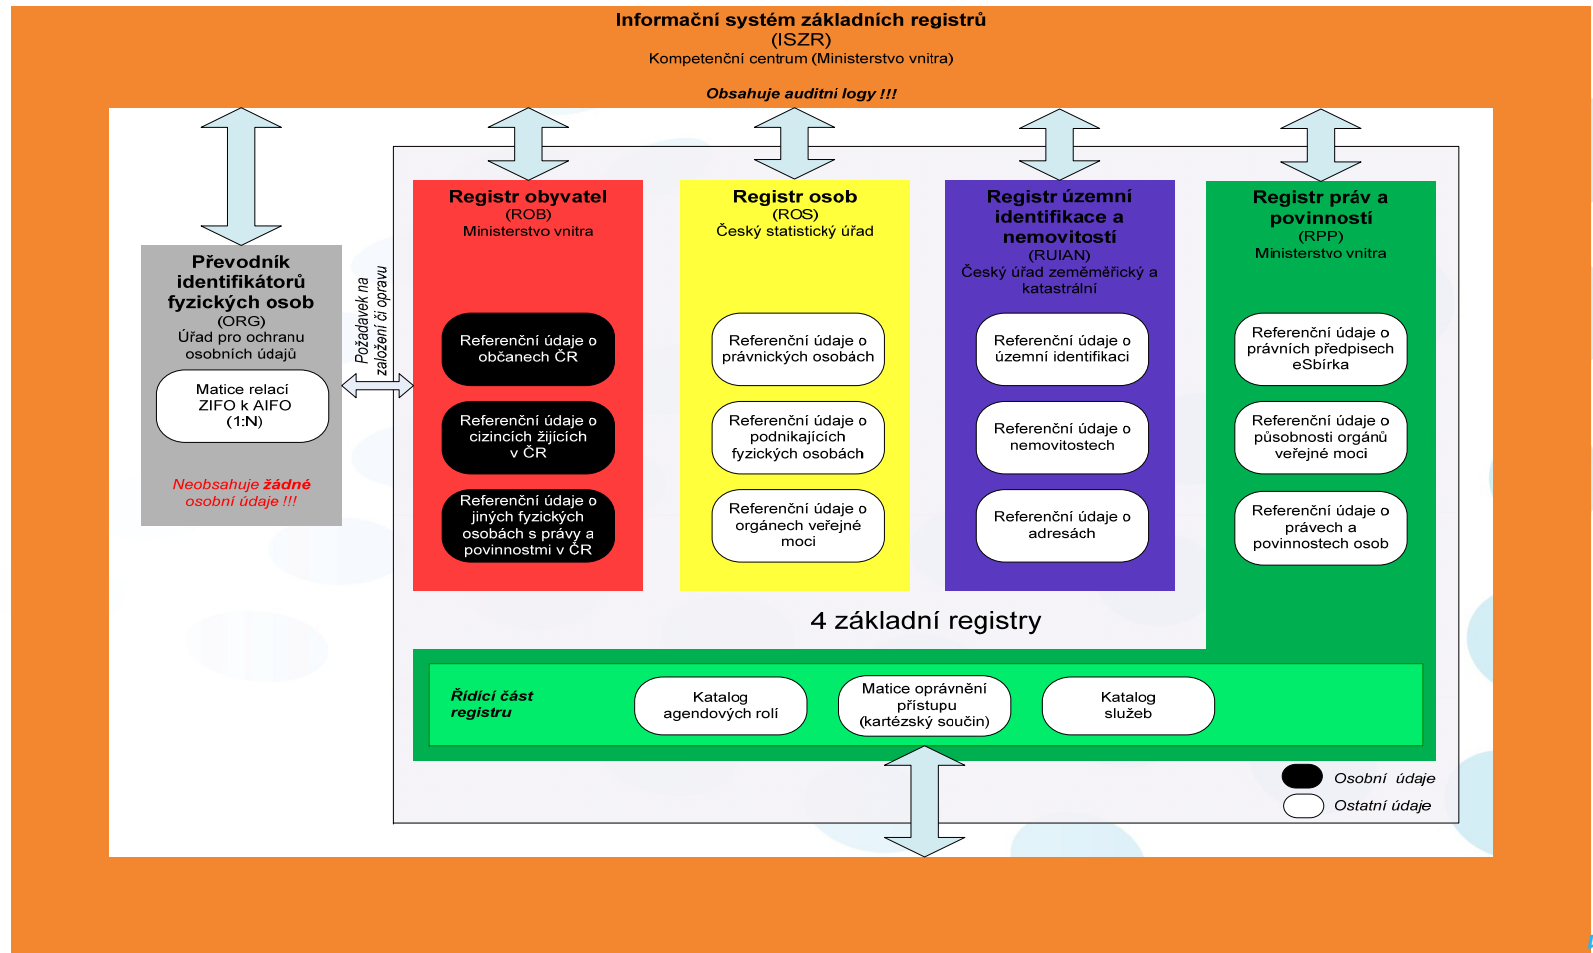 Informační systém základních registrů
(ISZR)
Kompetenční centrum (Ministerstvo vnitra)
Obsahuje auditní logy !!!
Převodník
identifikátorů
fyzických osob
(ORG)
Úřad pro ochranu
osobních údajů
Matice relací
ZIFO k AIFO
(1:N)
Neobsahuje žádné
osobní údaje !!!
Požadavek na
založení či opravu
Registr obyvatel
(ROB)
Ministerstvo vnitra
Referenční údaje o
občanech ČR
Referenční údaje o
cizincích žijících
v ČR
Referenční údaje o
jiných fyzických
osobách s právy a
povinnostmi v ČR
Registr osob
(ROS)
Český statistický úřad
Referenční údaje o
právnických osobách
Referenční údaje o
podnikajících
fyzických osobách
Referenční údaje o
orgánech veřejné
moci
Registr územní
identifikace a
nemovitostí
(RUIAN)
Český úřad zeměměřický a
katastrální
Referenční údaje o
územní identifikaci
Referenční údaje o
nemovitostech
Referenční údaje o
adresách
Registr práv a
povinností
(RPP)
Ministerstvo vnitra
Referenční údaje o
právních předpisech
eSbírka
Referenční údaje o
působnosti orgánů
veřejné moci
Referenční údaje o
právech a
povinnostech osob
4 základní registry
Řídící část
registru
Katalog
agendových rolí
Matice oprávnění
přístupu
(kartézský součin)
Katalog
služeb
Osobní údaje
Ostatní údaje